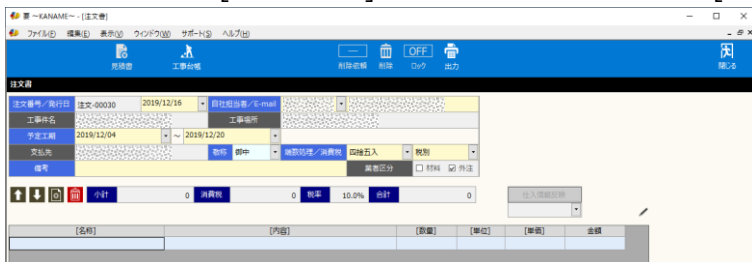 要 ~KANAME~ - [注文書]
ファイル(F) 編集(E) 表示(V) ウィンドウ(W) サポート(S) ヘルプ(H)
見積書 工事台帳 削除依頼 削除 OFF ロック 出力 閉じる
注文書
注文番号／発行日 注文-00030 2019/12/16 自社担当者／E-mail
工事件名 工事場所
予定工期 2019/12/04 ~ 2019/12/20
支払先 敬称 御中 端数処理／消費税 四捨五入 税別
備考 業者区分 材料 外注
小計 0 消費税 0 税率 10.0% 合計 0 仕入情報反映
[名称] [内容] [数量] [単位] [単価] 金額